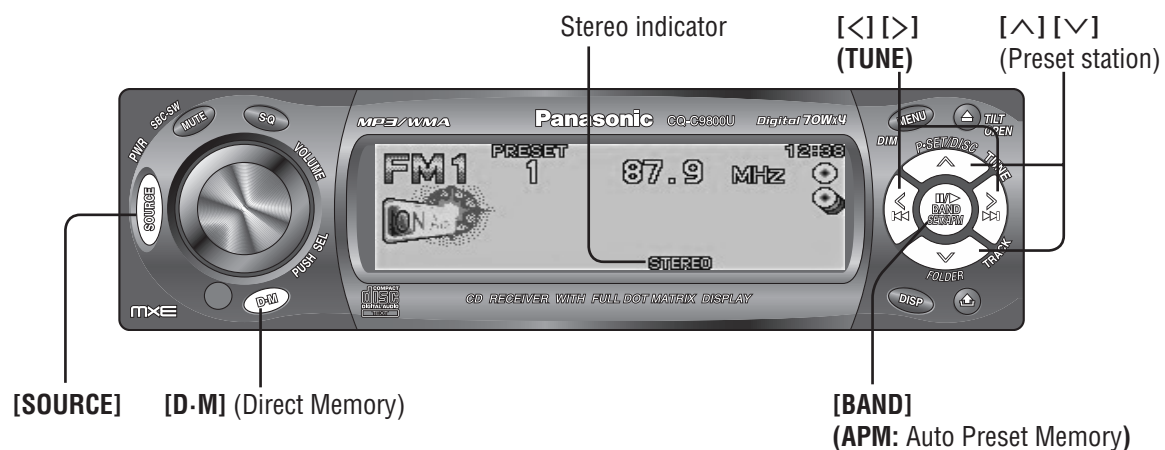 Stereo indicator
[<] [>]
(TUNE)
[∧] [∨]
(Preset station)
PWR
SBC-SW
MUTE
S·Q
VOLUME
SOURCE
PUSH SEL
D·M
MXE
MP3/WMA
Panasonic CQ-C9800U Digital 70Wx4
FM1
PRESET
1
87.9 MHz
12:38
STEREO
COMPACT
DISC
DIGITAL AUDIO
TEXT
CD RECEIVER WITH FULL DOT MATRIX DISPLAY
MENU
DIM
TILT
OPEN
P·SET/DISC
TUNE
BAND
SET/APM
TRACK
FOLDER
DISP
[SOURCE]
[D·M] (Direct Memory)
[BAND]
(APM: Auto Preset Memory)